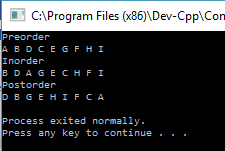 C:\Program Files (x86)\Dev-Cpp\Con
Preorder
A B D C E G F H I
Inorder
B D A G E C H F I
Postorder
D B G E H I F C A
Process exited normally.
Press any key to continue . . .